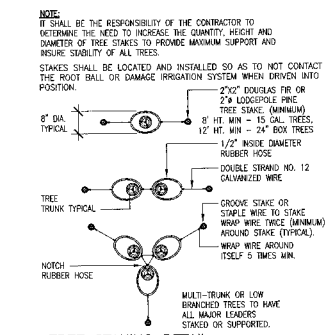 NOTE:
IT SHALL BE THE RESPONSIBILITY OF THE CONTRACTOR TO
DETERMINE THE NEED TO INCREASE THE QUANTITY, HEIGHT AND
DIAMETER OF TREE STAKES TO PROVIDE MAXIMUM SUPPORT AND
INSURE STABILITY OF ALL TREES.
STAKES SHALL BE LOCATED AND INSTALLED SO AS TO NOT CONTACT
THE ROOT BALL OR DAMAGE IRRIGATION SYSTEM WHEN DRIVEN INTO
POSITION.
2"X2" DOUGLAS FIR OR
2"ø LODGEPOLE PINE
TREE STAKE. (MINIMUM)
8' HT. MIN - 15 GAL TREES,
12' HT. MIN - 24" BOX TREES
8" DIA.
TYPICAL
1/2" INSIDE DIAMETER
RUBBER HOSE
DOUBLE STRAND NO. 12
GALVANIZED WIRE
TREE
TRUNK TYPICAL
GROOVE STAKE OR
STAPLE WIRE TO STAKE
WRAP WIRE TWICE (MINIMUM)
AROUND STAKE (TYPICAL).
WRAP WIRE AROUND
ITSELF 5 TIMES MIN.
NOTCH
RUBBER HOSE
MULTI-TRUNK OR LOW
BRANCHED TREES TO HAVE
ALL MAJOR LEADERS
STAKED OR SUPPORTED.